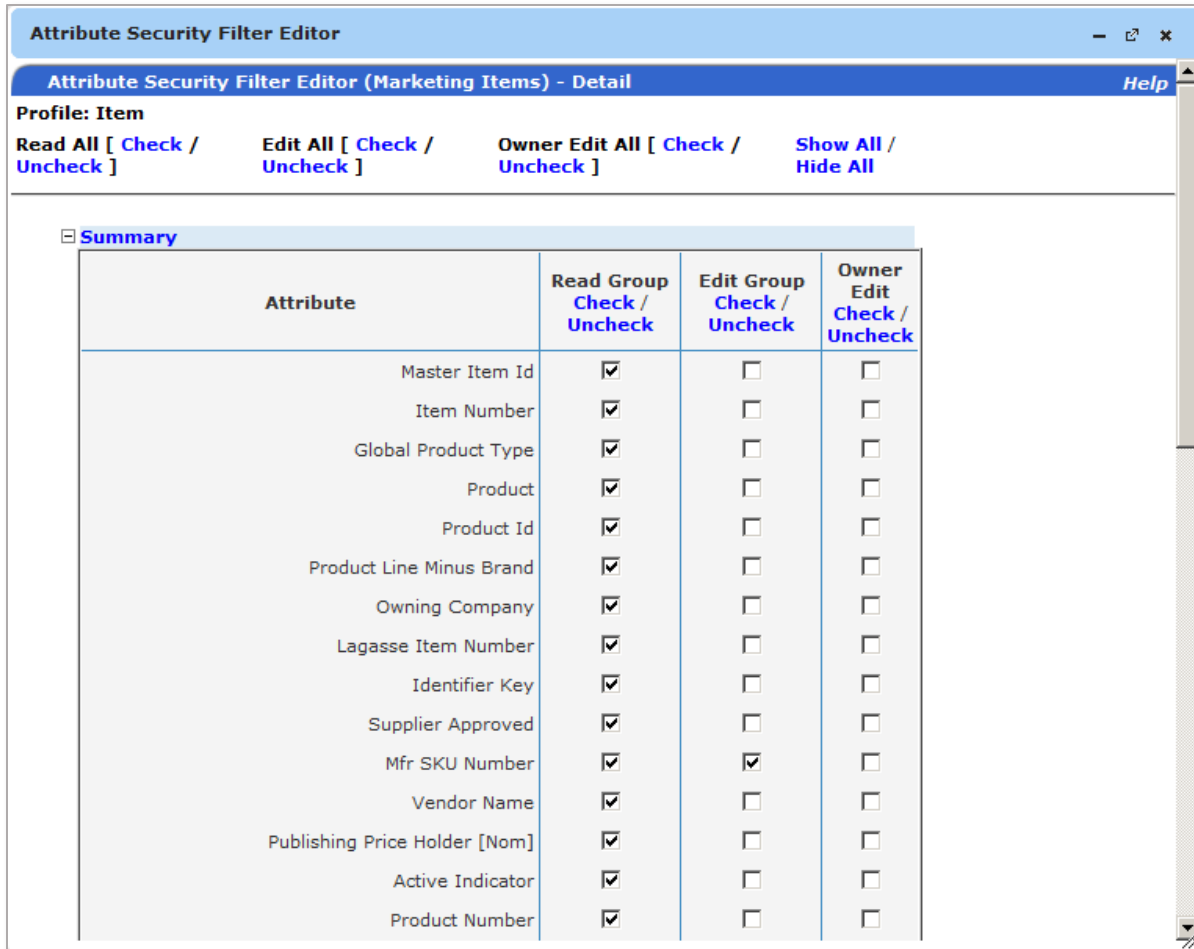 Attribute Security Filter Editor
Attribute Security Filter Editor (Marketing Items) - Detail Help
Profile: Item
Read All [ Check / Uncheck ]
Edit All [ Check / Uncheck ]
Owner Edit All [ Check / Uncheck ]
Show All / Hide All
Summary
Attribute
Read Group Check / Uncheck
Edit Group Check / Uncheck
Owner Edit Check / Uncheck
Master Item Id
Item Number
Global Product Type
Product
Product Id
Product Line Minus Brand
Owning Company
Lagasse Item Number
Identifier Key
Supplier Approved
Mfr SKU Number
Vendor Name
Publishing Price Holder [Nom]
Active Indicator
Product Number